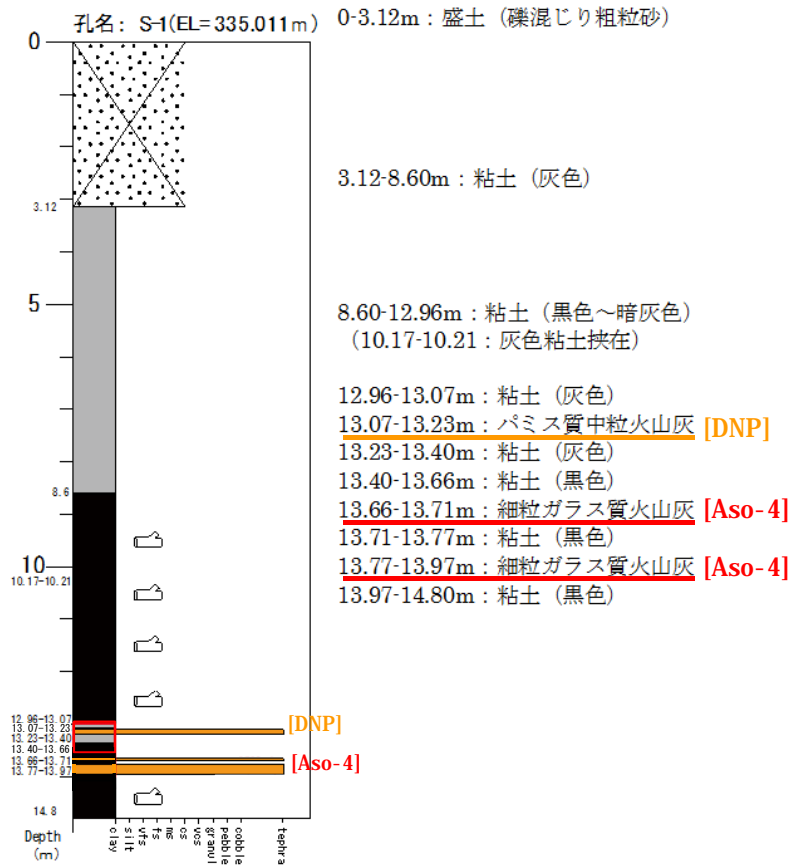 孔名: S-1(EL=335.011m)
0-3.12m：盛土（礫混じり粗粒砂）
3.12-8.60m：粘土（灰色）
8.60-12.96m：粘土（黒色～暗灰色）
（10.17-10.21：灰色粘土挟在）
12.96-13.07m：粘土（灰色）
13.07-13.23m：パミス質中粒火山灰 [DNP]
13.23-13.40m：粘土（灰色）
13.40-13.66m：粘土（黒色）
13.66-13.71m：細粒ガラス質火山灰 [Aso-4]
13.71-13.77m：粘土（黒色）
13.77-13.97m：細粒ガラス質火山灰 [Aso-4]
13.97-14.80m：粘土（黒色）
0
3.12
5
8.6
10
10.17-10.21
12.96-13.07
13.07-13.23
13.23-13.40
13.40-13.66
13.66-13.71
13.77-13.97
14.8
[DNP]
[Aso-4]
Depth
(m)
clay
silt
vfs
fs
ms
cs
vcs
granul
pebble
cobble
tephra